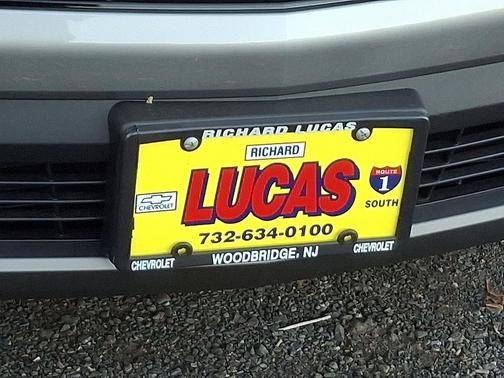 RICHARD LUCAS
RICHARD
LUCAS
CHEVROLET
ROUTE
1
SOUTH
732-634-0100
CHEVROLET
WOODBRIDGE, NJ
CHEVROLET